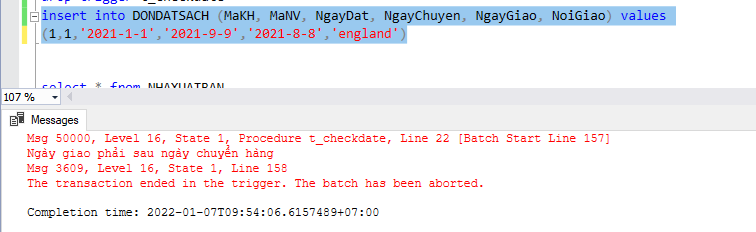 insert into DONDATSACH (MaKH, MaNV, NgayDat, NgayChuyen, NgayGiao, NoiGiao) values
(1,1,'2021-1-1','2021-9-9','2021-8-8','england')
select * from NHAXUATBAN
107 %
Messages
Msg 50000, Level 16, State 1, Procedure t_checkdate, Line 22 [Batch Start Line 157]
Ngày giao phải sau ngày chuyển hàng
Msg 3609, Level 16, State 1, Line 158
The transaction ended in the trigger. The batch has been aborted.
Completion time: 2022-01-07T09:54:06.6157489+07:00